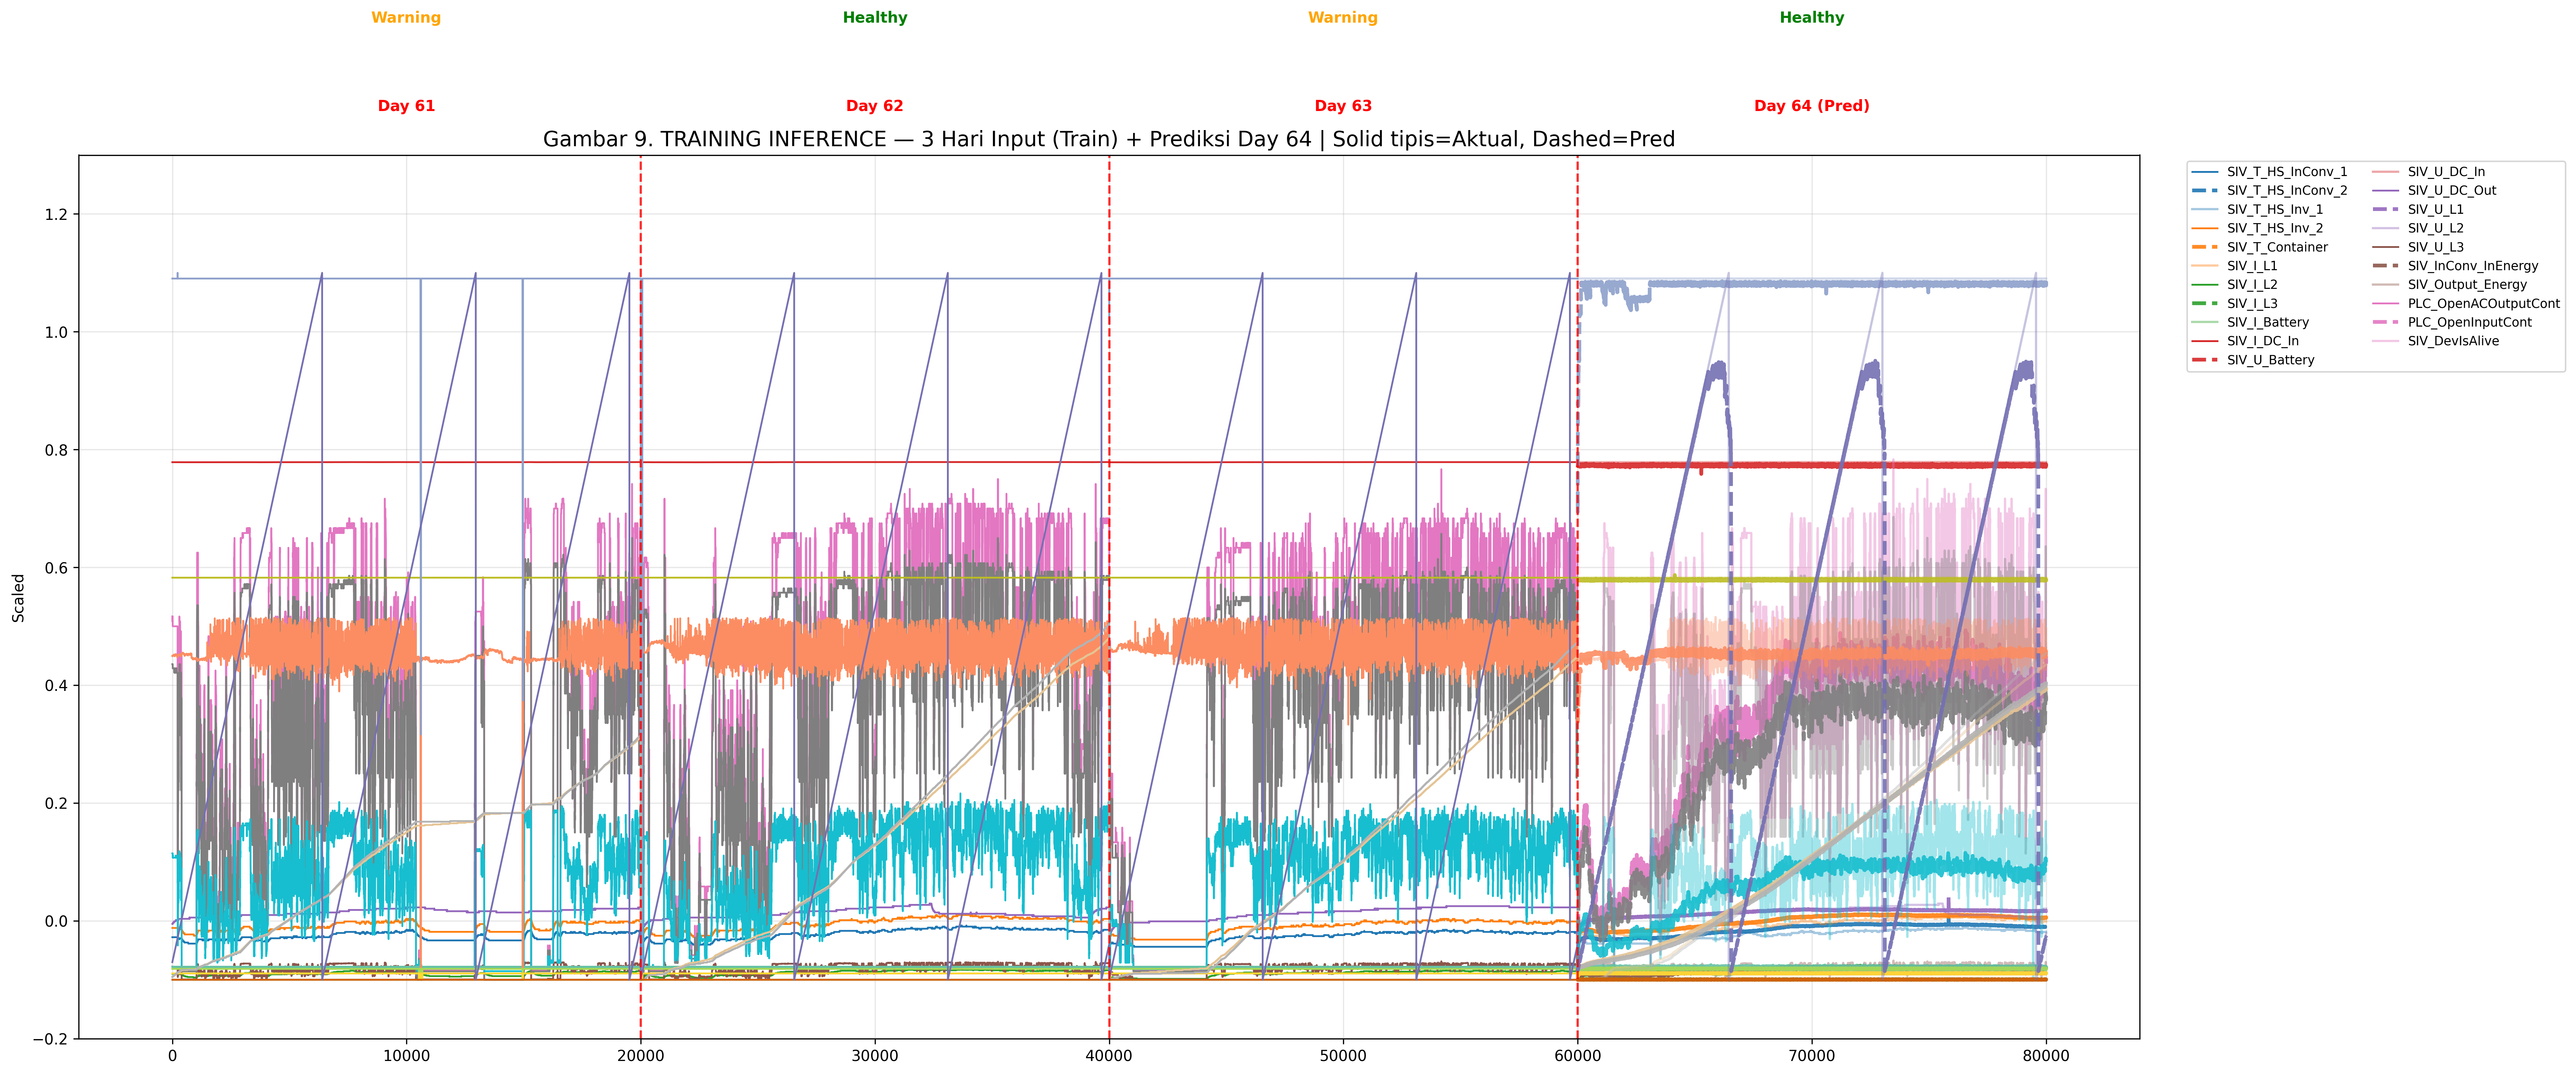 Warning Healthy Warning Healthy
Day 61 Day 62 Day 63 Day 64 (Pred)
Gambar 9. TRAINING INFERENCE — 3 Hari Input (Train) + Prediksi Day 64 | Solid tipis=Aktual, Dashed=Pred
Scaled
1.2
1.0
0.8
0.6
0.4
0.2
0.0
−0.2
0 10000 20000 30000 40000 50000 60000 70000 80000
SIV_T_HS_InConv_1
SIV_T_HS_InConv_2
SIV_T_HS_Inv_1
SIV_T_HS_Inv_2
SIV_T_Container
SIV_I_L1
SIV_I_L2
SIV_I_L3
SIV_I_Battery
SIV_I_DC_In
SIV_U_Battery
SIV_U_DC_In
SIV_U_DC_Out
SIV_U_L1
SIV_U_L2
SIV_U_L3
SIV_InConv_InEnergy
SIV_Output_Energy
PLC_OpenACOutputCont
PLC_OpenInputCont
SIV_DevIsAlive